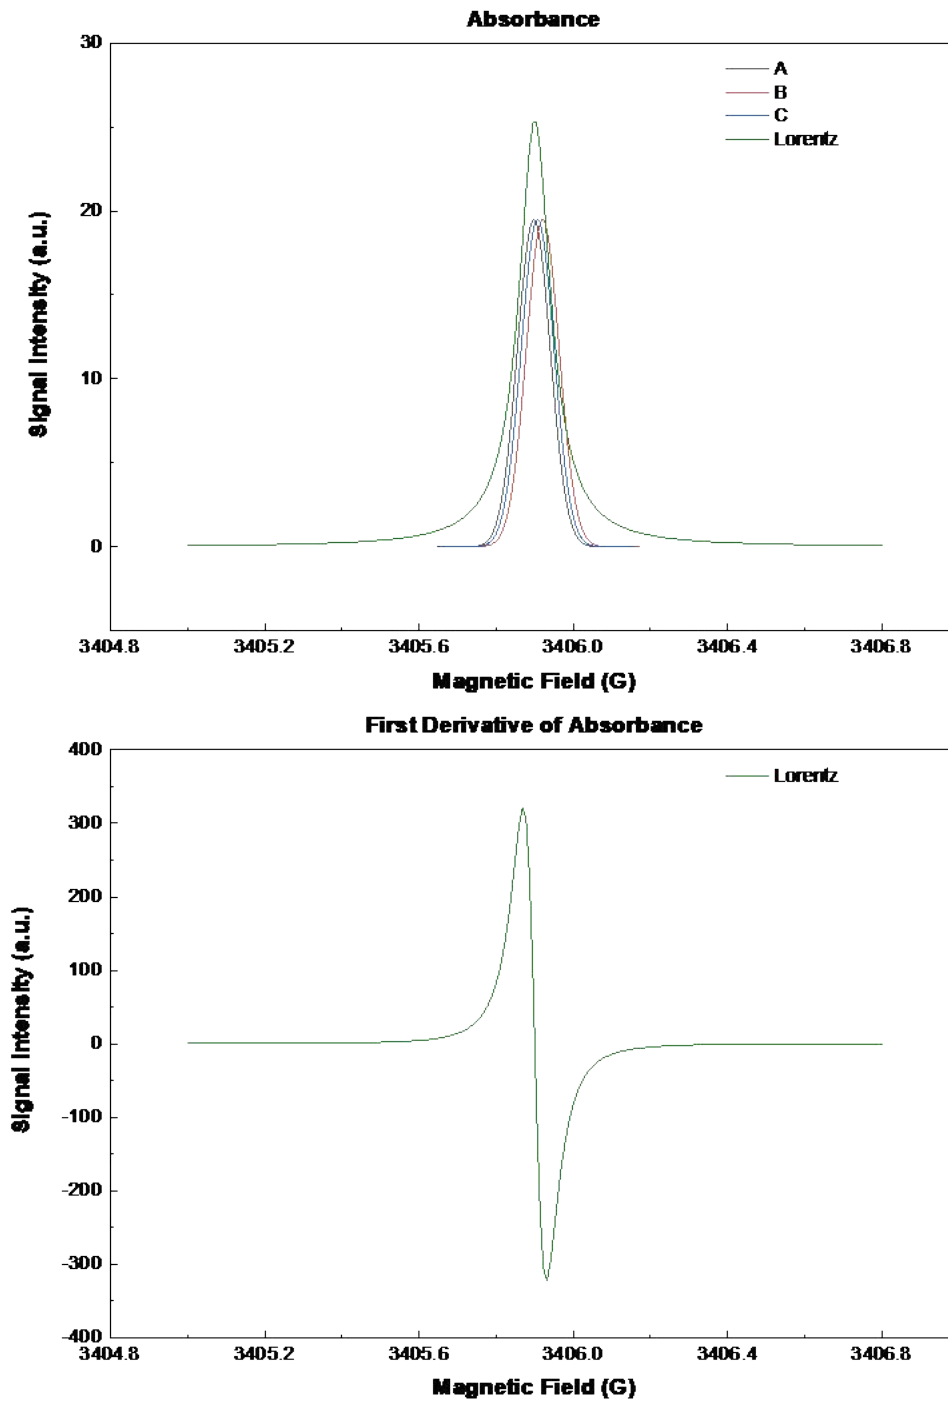 Absorbance
30
A
B
C
Lorentz
20
10
0
Signal Intensity (a.u.)
3404.8 3405.2 3405.6 3406.0 3406.4 3406.8
Magnetic Field (G)
First Derivative of Absorbance
400
Lorentz
300
200
100
0
-100
-200
-300
-400
Signal Intensity (a.u.)
3404.8 3405.2 3405.6 3406.0 3406.4 3406.8
Magnetic Field (G)